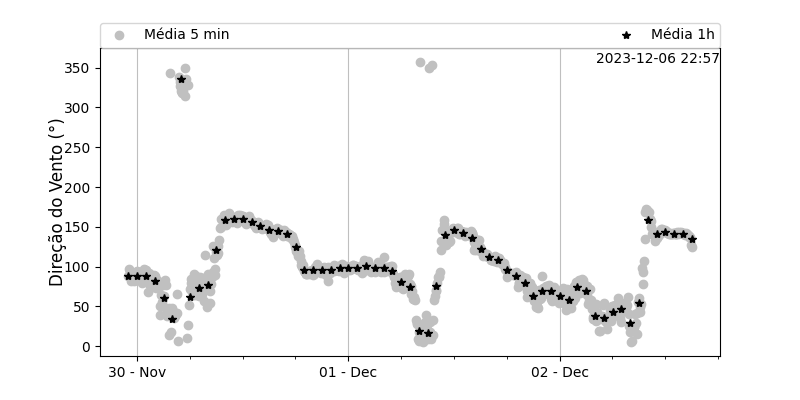 Média 5 min
Média 1h
2023-12-06 22:57
Direção do Vento (°)
350
300
250
200
150
100
50
0
30 - Nov
01 - Dec
02 - Dec